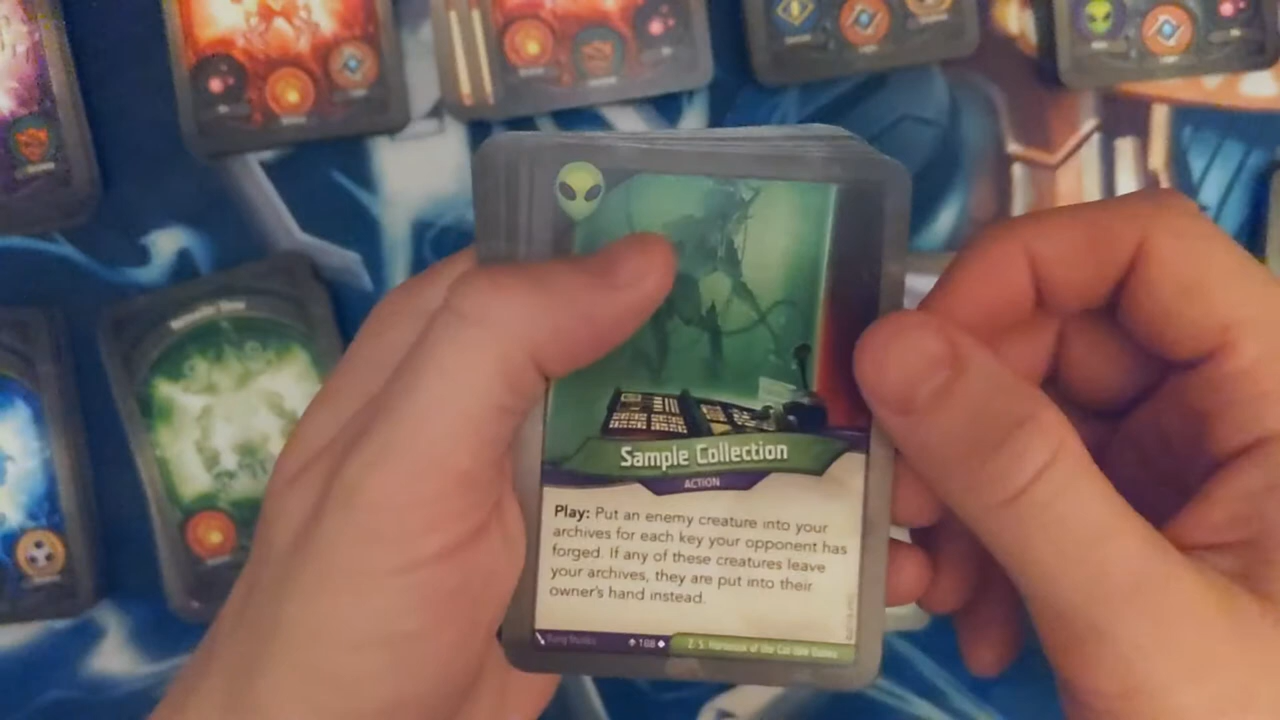 Sample Collection
ACTION
Play: Put an enemy creature into your
archives for each key your opponent has
forged. If any of these creatures leave
your archives, they are put into their
owner's hand instead.
168